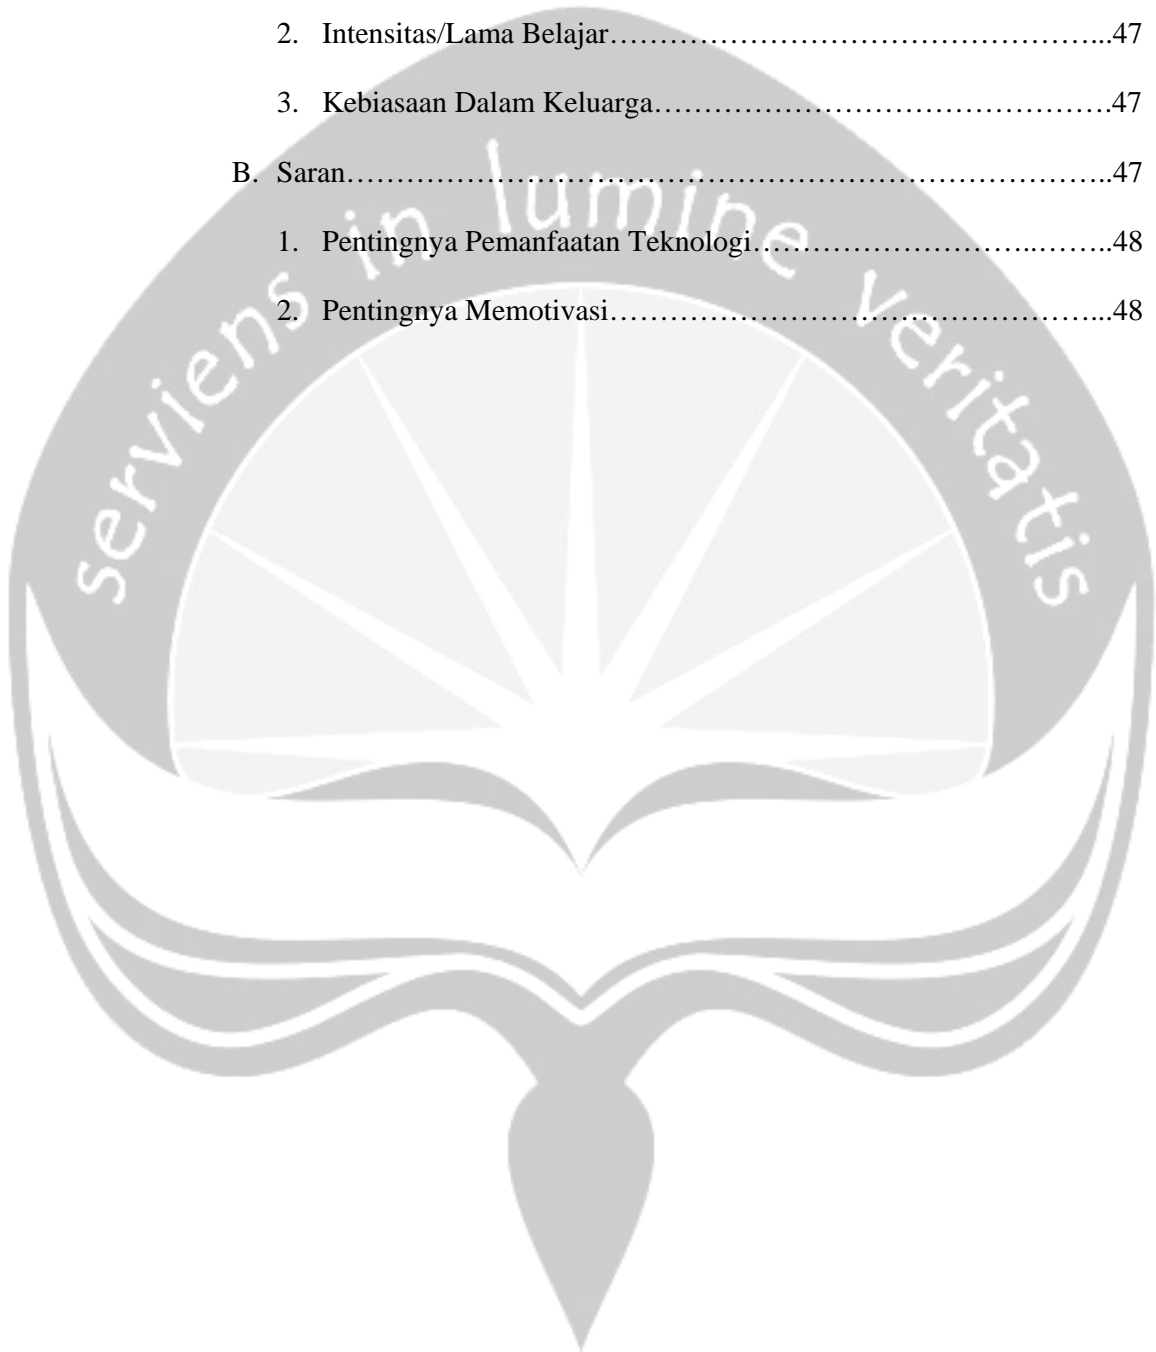 2. Intensitas/Lama Belajar…………………………………………...47
3. Kebiasaan Dalam Keluarga……………………………………….47
B. Saran…………………………………………………………………..47
1. Pentingnya Pemanfaatan Teknologi………………………..……..48
2. Pentingnya Memotivasi…………………………………………...48
serviens in lumine veritatis